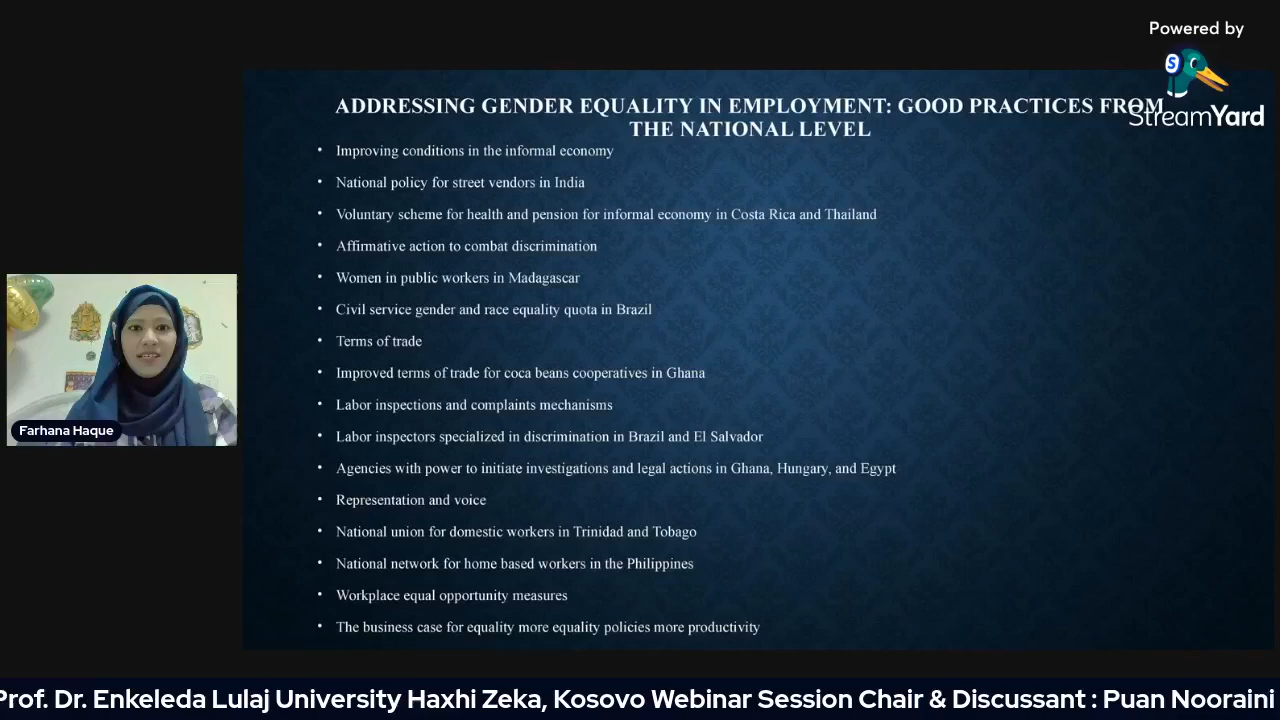 Powered by
StreamYard
ADDRESSING GENDER EQUALITY IN EMPLOYMENT: GOOD PRACTICES FROM
THE NATIONAL LEVEL
• Improving conditions in the informal economy
• National policy for street vendors in India
• Voluntary scheme for health and pension for informal economy in Costa Rica and Thailand
• Affirmative action to combat discrimination
• Women in public workers in Madagascar
• Civil service gender and race equality quota in Brazil
• Terms of trade
• Improved terms of trade for coca beans cooperatives in Ghana
• Labor inspections and complaints mechanisms
• Labor inspectors specialized in discrimination in Brazil and El Salvador
• Agencies with power to initiate investigations and legal actions in Ghana, Hungary, and Egypt
• Representation and voice
• National union for domestic workers in Trinidad and Tobago
• National network for home based workers in the Philippines
• Workplace equal opportunity measures
• The business case for equality more equality policies more productivity
Farhana Haque
Prof. Dr. Enkeleda Lulaj University Haxhi Zeka, Kosovo Webinar Session Chair & Discussant : Puan Nooraini